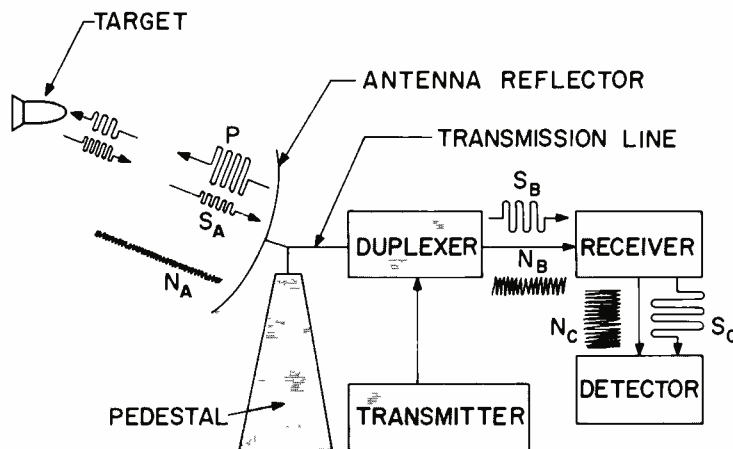 TARGET
ANTENNA REFLECTOR
P
TRANSMISSION LINE
S_A
S_B
DUPLEXER
RECEIVER
N_A
N_B
N_C
S_C
PEDESTAL
TRANSMITTER
DETECTOR